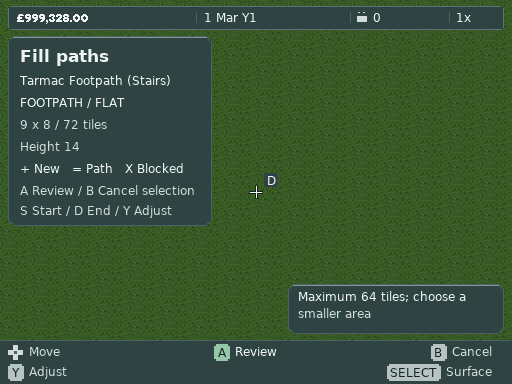 £999,328.00 1 Mar Y1 0 1x
Fill paths
Tarmac Footpath (Stairs)
FOOTPATH / FLAT
9 x 8 / 72 tiles
Height 14
+ New = Path X Blocked
A Review / B Cancel selection
S Start / D End / Y Adjust
D
Maximum 64 tiles; choose a
smaller area
Move A Review B Cancel
Y Adjust SELECT Surface